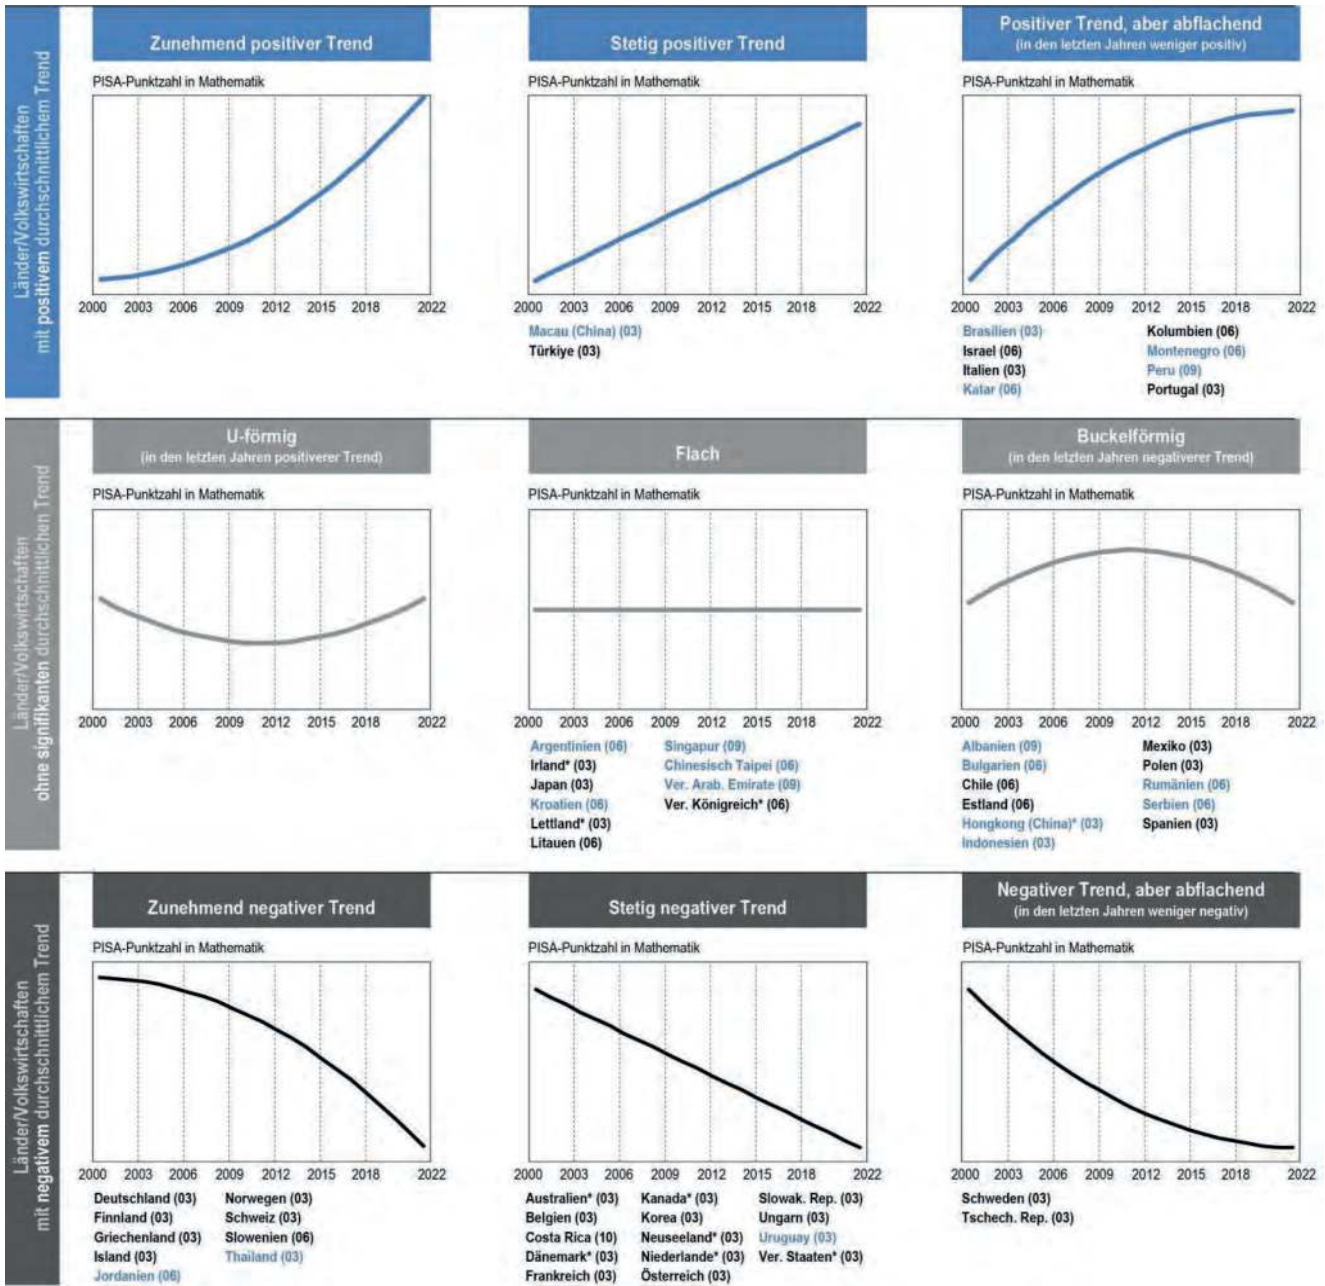 Länder/Volkswirtschaften
mit positivem durchschnittlichem Trend
Zunehmend positiver Trend
PISA-Punktzahl in Mathematik
2000 2003 2006 2009 2012 2015 2018 2022
Stetig positiver Trend
PISA-Punktzahl in Mathematik
2000 2003 2006 2009 2012 2015 2018 2022
Macau (China) (03)
Türkiye (03)
Positiver Trend, aber abflachend
(in den letzten Jahren weniger positiv)
PISA-Punktzahl in Mathematik
2000 2003 2006 2009 2012 2015 2018 2022
Brasilien (03) Kolumbien (06)
Israel (06) Montenegro (06)
Italien (03) Peru (09)
Katar (06) Portugal (03)
Länder/Volkswirtschaften
ohne signifikanten durchschnittlichen Trend
U-förmig
(in den letzten Jahren positiverer Trend)
PISA-Punktzahl in Mathematik
2000 2003 2006 2009 2012 2015 2018 2022
Flach
PISA-Punktzahl in Mathematik
2000 2003 2006 2009 2012 2015 2018 2022
Argentinien (06) Singapur (09)
Irland* (03) Chinesisch Taipei (06)
Japan (03) Ver. Arab. Emirate (09)
Kroatien (06) Ver. Königreich* (06)
Lettland* (03)
Litauen (06)
Buckelförmig
(in den letzten Jahren negativerer Trend)
PISA-Punktzahl in Mathematik
2000 2003 2006 2009 2012 2015 2018 2022
Albanien (09) Mexiko (03)
Bulgarien (06) Polen (03)
Chile (06) Rumänien (06)
Estland (06) Serbien (06)
Hongkong (China)* (03) Spanien (03)
Indonesien (03)
Länder/Volkswirtschaften
mit negativem durchschnittlichem Trend
Zunehmend negativer Trend
PISA-Punktzahl in Mathematik
2000 2003 2006 2009 2012 2015 2018 2022
Deutschland (03) Norwegen (03)
Finnland (03) Schweiz (03)
Griechenland (03) Slowenien (06)
Island (03) Thailand (03)
Jordanien (06)
Stetig negativer Trend
PISA-Punktzahl in Mathematik
2000 2003 2006 2009 2012 2015 2018 2022
Australien* (03) Kanada* (03) Slowak. Rep. (03)
Belgien (03) Korea (03) Ungarn (03)
Costa Rica (10) Neuseeland* (03) Uruguay (03)
Dänemark* (03) Niederlande* (03) Ver. Staaten* (03)
Frankreich (03) Österreich (03)
Negativer Trend, aber abflachend
(in den letzten Jahren weniger negativ)
PISA-Punktzahl in Mathematik
2000 2003 2006 2009 2012 2015 2018 2022
Schweden (03)
Tschech. Rep. (03)